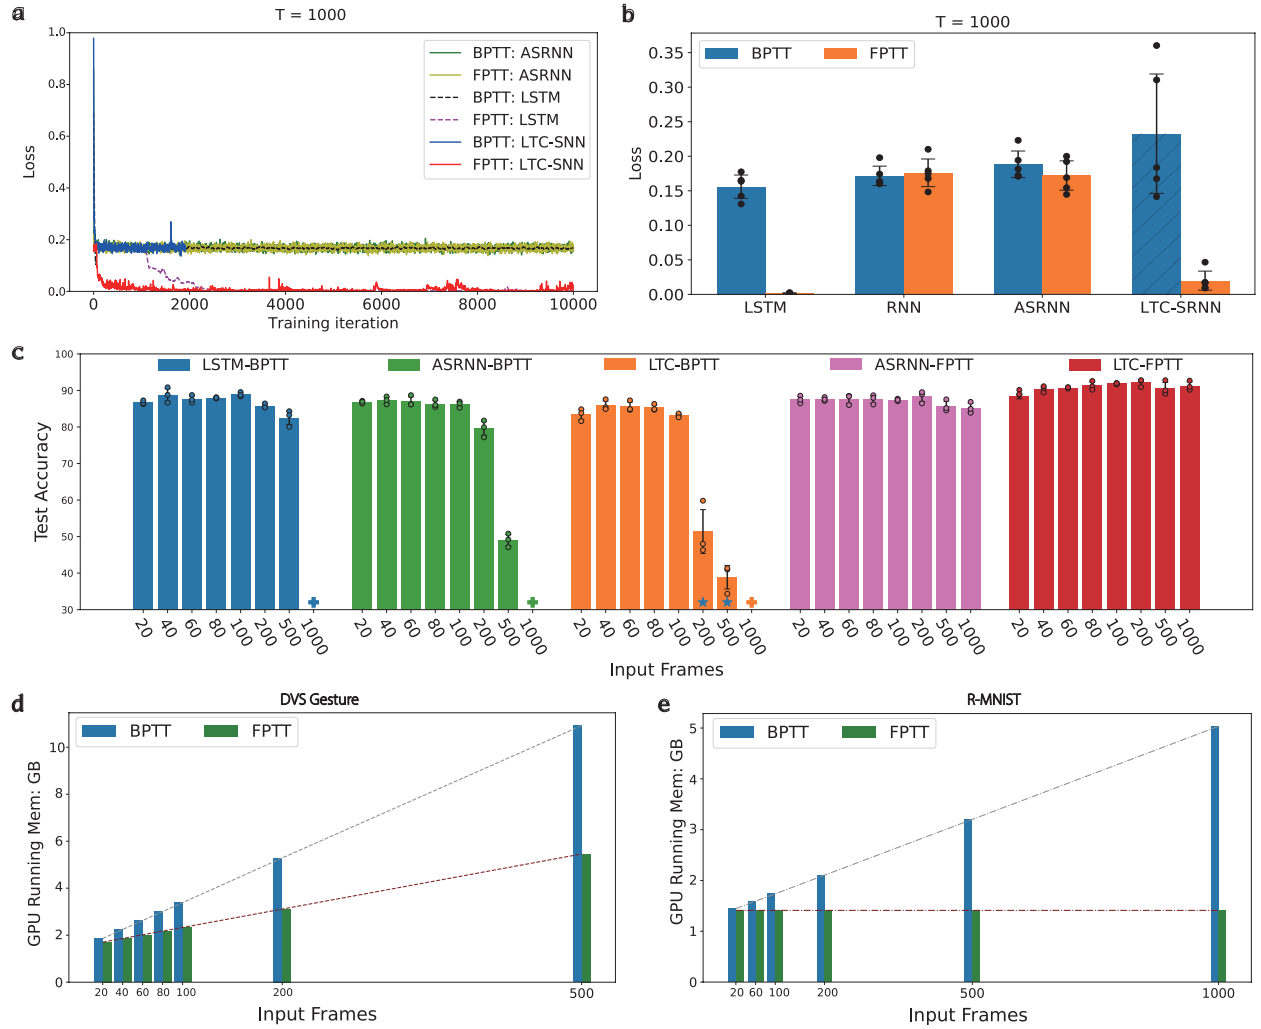 a
T = 1000
Loss
1.0
0.8
0.6
0.4
0.2
0.0
BPTT: ASRNN
FPTT: ASRNN
BPTT: LSTM
FPTT: LSTM
BPTT: LTC-SNN
FPTT: LTC-SNN
0 2000 4000 6000 8000 10000
Training iteration
b
T = 1000
Loss
0.35
0.30
0.25
0.20
0.15
0.10
0.05
0.00
BPTT FPTT
LSTM RNN ASRNN LTC-SRNN
c
Test Accuracy
100
90
80
70
60
50
40
30
LSTM-BPTT ASRNN-BPTT LTC-BPTT ASRNN-FPTT LTC-FPTT
20 40 60 80 100 200 500 1000 20 40 60 80 100 200 500 1000 20 40 60 80 100 200 500 1000 20 40 60 80 100 200 500 1000 20 40 60 80 100 200 500 1000
Input Frames
d
DVS Gesture
GPU Running Mem: GB
10
8
6
4
2
0
BPTT FPTT
20 40 60 80 100 200 500
Input Frames
e
R-MNIST
GPU Running Mem: GB
5
4
3
2
1
0
BPTT FPTT
20 60 100 200 500 1000
Input Frames